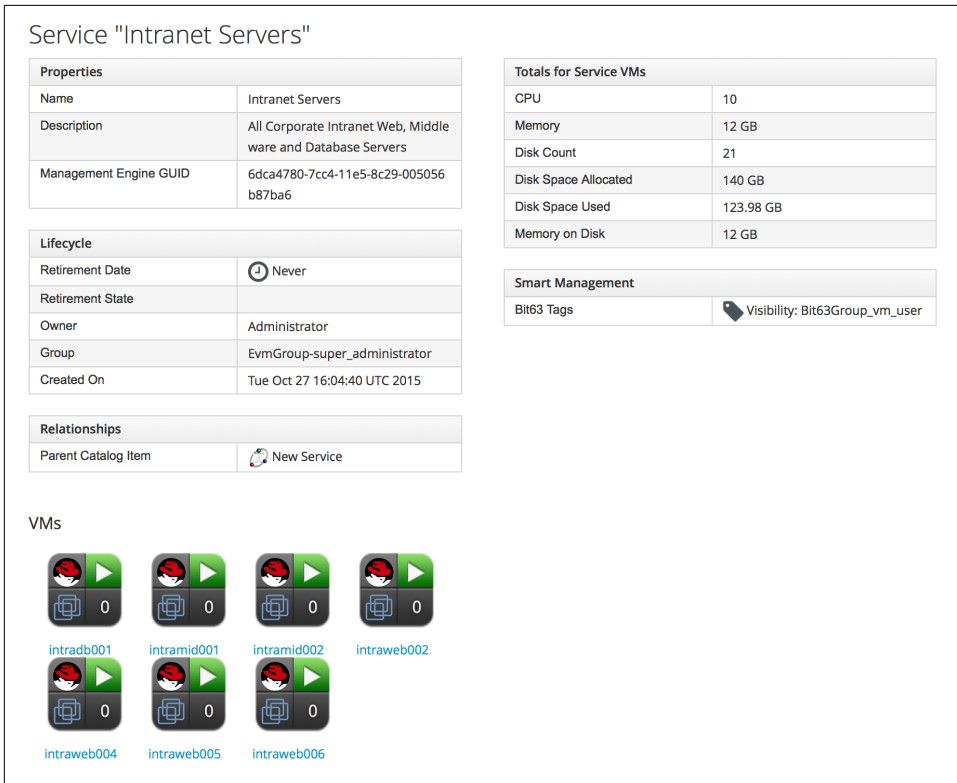 Service "Intranet Servers"
Properties
Name Intranet Servers
Description All Corporate Intranet Web, Middle
ware and Database Servers
Management Engine GUID 6dca4780-7cc4-11e5-8c29-005056
b87ba6
Lifecycle
Retirement Date Never
Retirement State
Owner Administrator
Group EvmGroup-super_administrator
Created On Tue Oct 27 16:04:40 UTC 2015
Relationships
Parent Catalog Item New Service
Totals for Service VMs
CPU 10
Memory 12 GB
Disk Count 21
Disk Space Allocated 140 GB
Disk Space Used 123.98 GB
Memory on Disk 12 GB
Smart Management
Bit63 Tags Visibility: Bit63Group_vm_user
VMs
0 0 0 0
intradb001 intramid001 intramid002 intraweb002
0 0 0
intraweb004 intraweb005 intraweb006